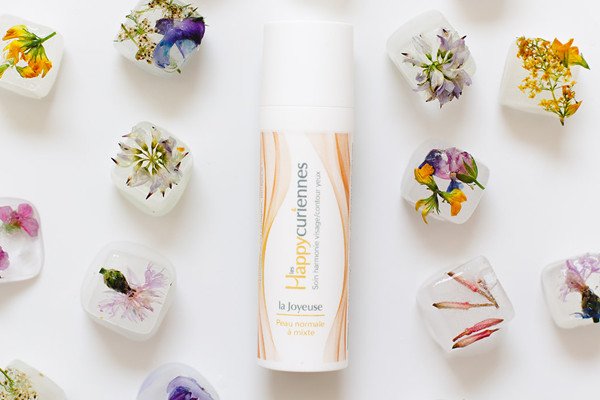 les
Happycuriennes
Soin harmonie visage/contour yeux
la Joyeuse
Peau normale
à mixte